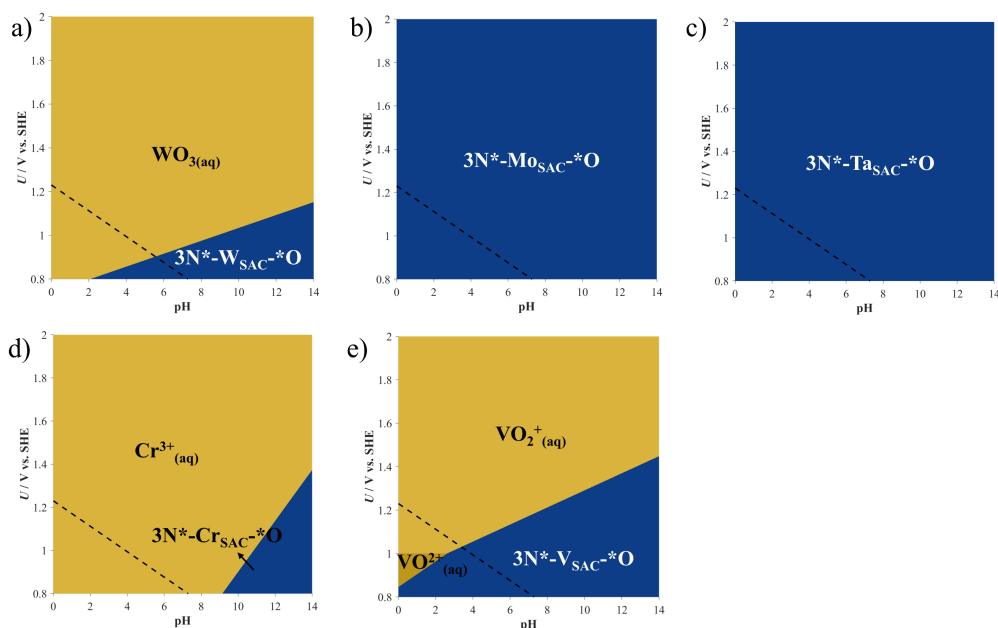 a)
2
1.8
1.6
1.4
1.2
1
0.8
U / V vs. SHE
WO3(aq)
3N*-WSAC-*O
0 2 4 6 8 10 12 14
pH
b)
2
1.8
1.6
1.4
1.2
1
0.8
U / V vs. SHE
3N*-MoSAC-*O
0 2 4 6 8 10 12 14
pH
c)
2
1.8
1.6
1.4
1.2
1
0.8
U / V vs. SHE
3N*-TaSAC-*O
0 2 4 6 8 10 12 14
pH
d)
2
1.8
1.6
1.4
1.2
1
0.8
U / V vs. SHE
Cr3+(aq)
3N*-CrSAC-*O
0 2 4 6 8 10 12 14
pH
e)
2
1.8
1.6
1.4
1.2
1
0.8
U / V vs. SHE
VO2+(aq)
VO2+(aq)
3N*-VSAC-*O
0 2 4 6 8 10 12 14
pH